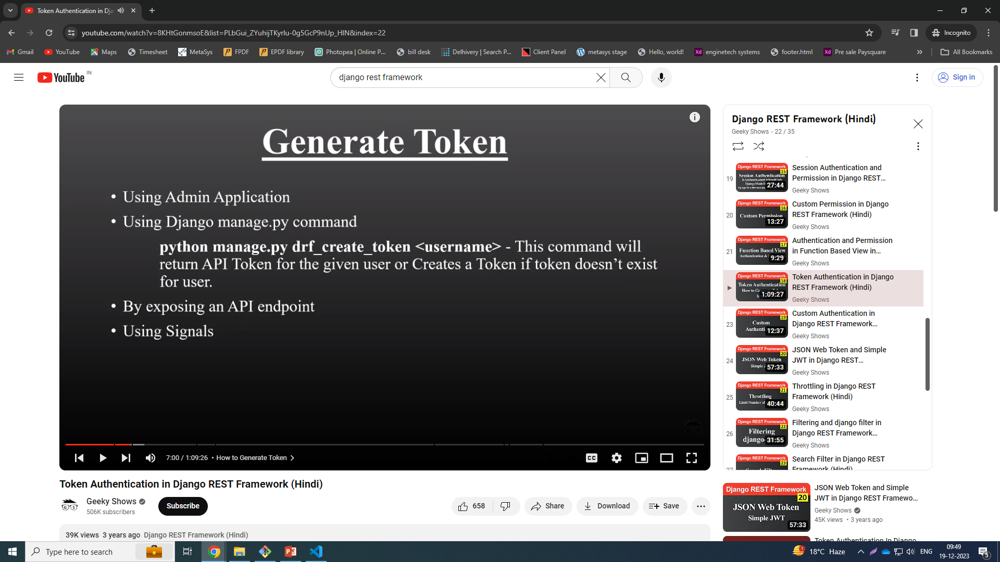 Token Authentication in Dja
youtube.com/watch?v=8KHtGonmsoE&list=PLbGui_ZYuhijTKyrlu-0g5GcP9nUp_HIN&index=22
Incognito
Gmail YouTube Maps Timesheet MetaSys FPDF EPDF library Photopea | Online P... bill desk Delhivery | Search P... Client Panel metasys stage Hello, world! enginetech systems footer.html Pre sale Paysquare All Bookmarks
YouTube IN
django rest framework
Sign in
Generate Token
• Using Admin Application
• Using Django manage.py command
python manage.py drf_create_token <username> - This command will
return API Token for the given user or Creates a Token if token doesn't exist
for user.
• By exposing an API endpoint
• Using Signals
7:00 / 1:09:26 • How to Generate Token
CC
Token Authentication in Django REST Framework (Hindi)
Geeky Shows
506K subscribers
Subscribe
658
Share
Download
Save
39K views 3 years ago Django REST Framework (Hindi)
Django REST Framework (Hindi)
Geeky Shows - 22 / 35
19
Django REST Framework
15
Session Authentication
27:44
Session Authentication and
Permission in Django REST...
Geeky Shows
20
Django REST Framework
16
Custom Permission
13:27
Custom Permission in Django
REST Framework (Hindi)
Geeky Shows
21
Django REST Framework
17
Function Based View
9:29
Authentication and Permission
in Function Based View in...
Geeky Shows
Django REST Framework
18
Token Authentication
1:09:27
Token Authentication in Django
REST Framework (Hindi)
Geeky Shows
23
Django REST Framework
19
Custom
12:37
Custom Authentication in
Django REST Framework...
Geeky Shows
24
Django REST Framework
20
JSON Web Token
57:33
JSON Web Token and Simple
JWT in Django REST...
Geeky Shows
25
Django REST Framework
21
Throttling
40:44
Throttling in Django REST
Framework (Hindi)
Geeky Shows
26
Django REST Framework
22
Filtering
31:55
Filtering and django filter in
Django REST Framework...
Geeky Shows
Django REST Framework
23
Search Filter in Django REST
Framework (Hindi)
Django REST Framework
20
JSON Web Token
Simple JWT
57:33
JSON Web Token and Simple
JWT in Django REST Framewo...
Geeky Shows
45K views • 3 years ago
Token Authentication In Django
Type here to search
18°C Haze
ENG
09:49
19-12-2023
5